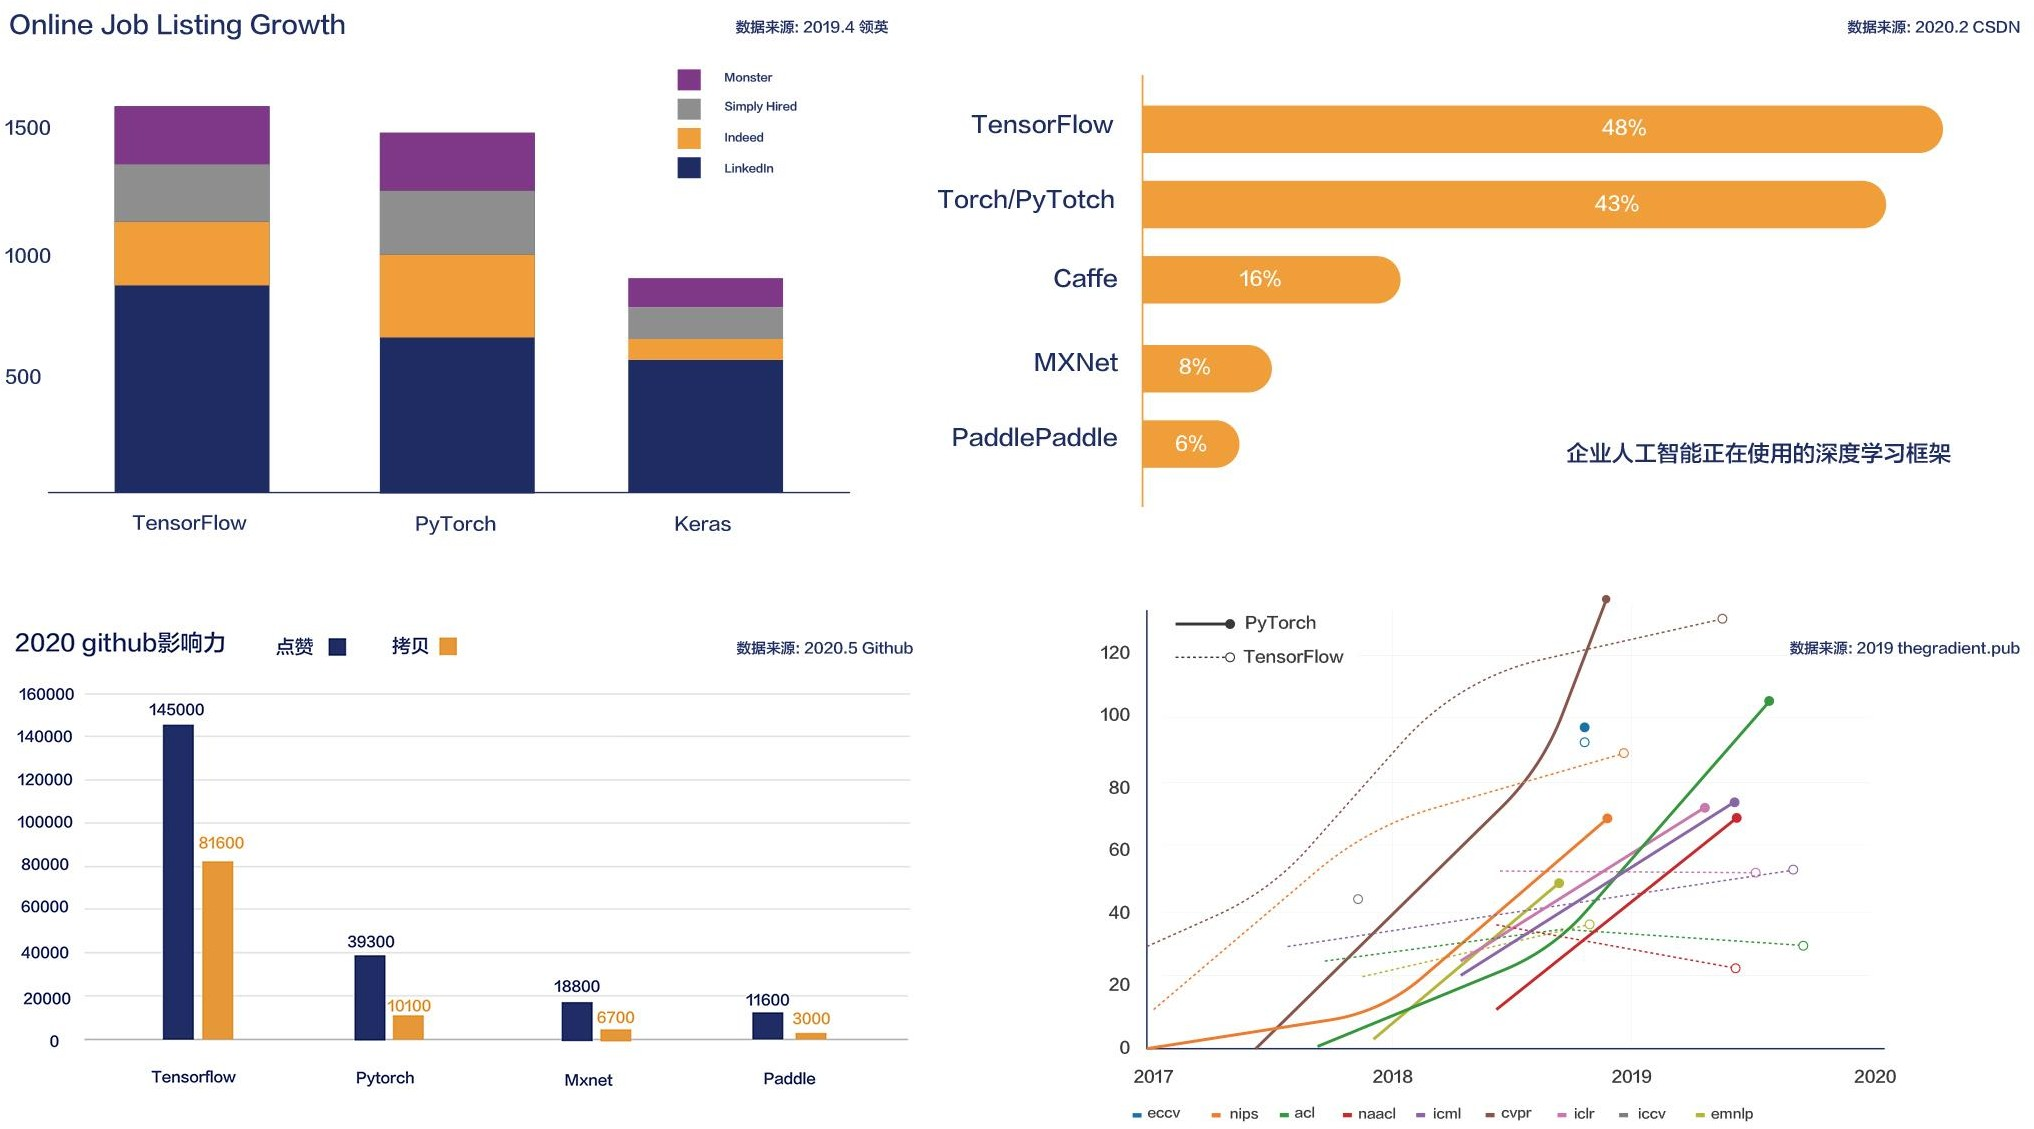 Online Job Listing Growth
数据来源: 2019.4 领英
Monster
Simply Hired
Indeed
LinkedIn
1500
1000
500
TensorFlow
PyTorch
Keras
数据来源: 2020.2 CSDN
TensorFlow
48%
Torch/PyTotch
43%
Caffe
16%
MXNet
8%
PaddlePaddle
6%
企业人工智能正在使用的深度学习框架
2020 github影响力
点赞
拷贝
数据来源: 2020.5 Github
160000
140000
120000
100000
80000
60000
40000
20000
0
145000
81600
39300
10100
18800
6700
11600
3000
Tensorflow
Pytorch
Mxnet
Paddle
PyTorch
TensorFlow
数据来源: 2019 thegradient.pub
120
100
80
60
40
20
0
2017
2018
2019
2020
eccv
nips
acl
naacl
icml
cvpr
iclr
iccv
emnlp